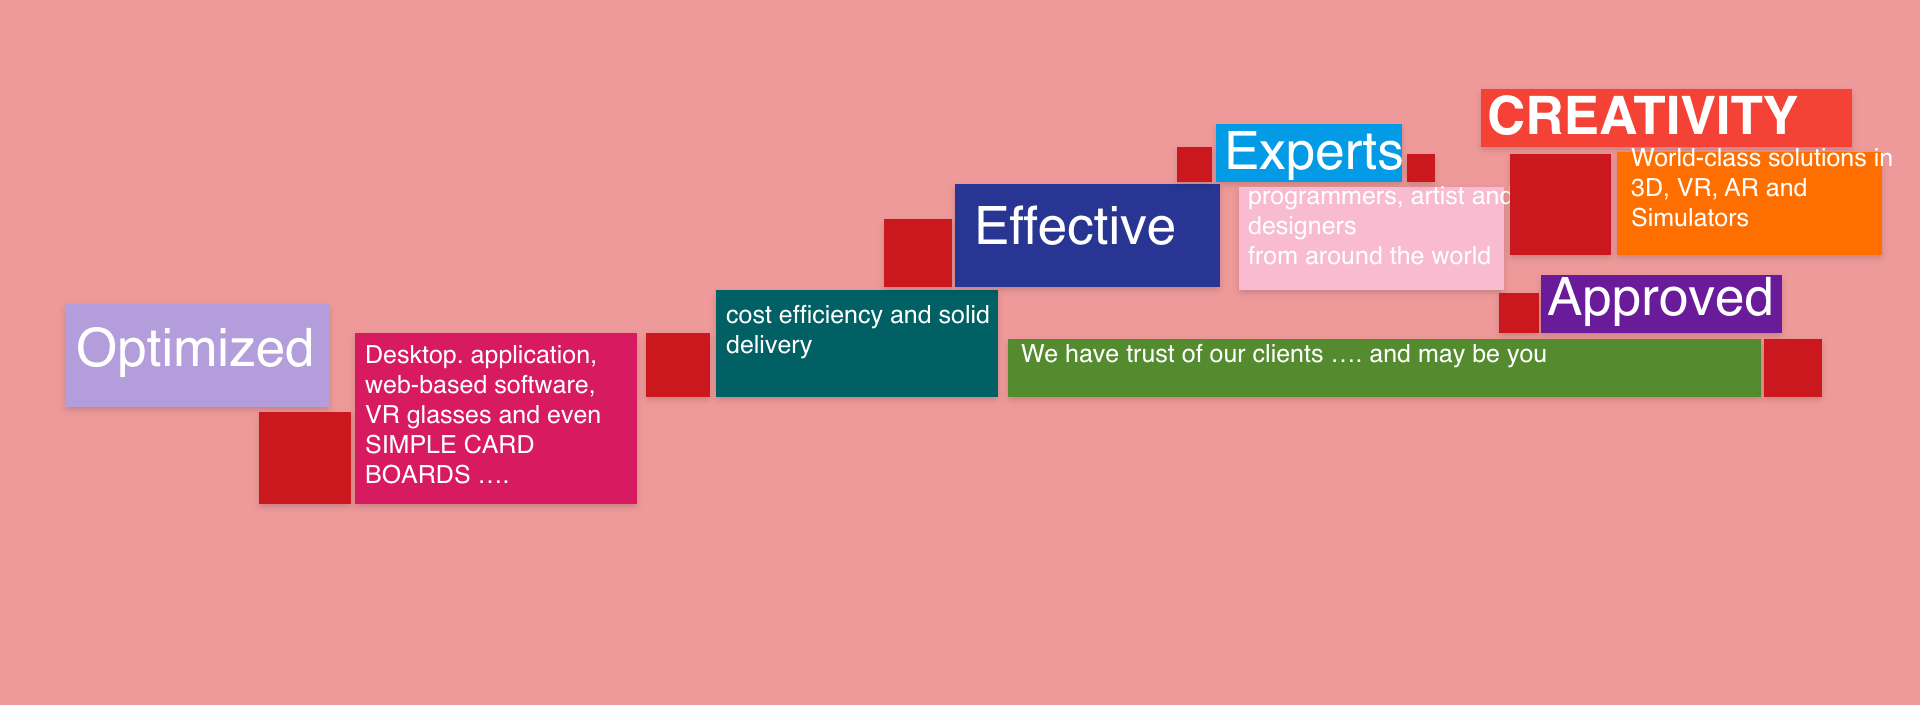 Optimized
Desktop. application,
web-based software,
VR glasses and even
SIMPLE CARD
BOARDS ….
Effective
cost efficiency and solid
delivery
Experts
programmers, artist and
designers
from around the world
CREATIVITY
World-class solutions in
3D, VR, AR and
Simulators
Approved
We have trust of our clients …. and may be you